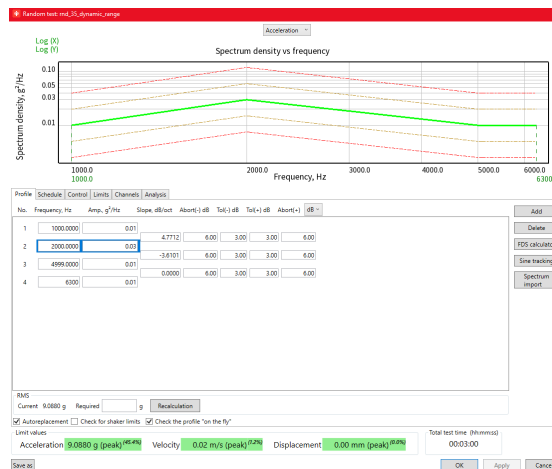 Random test: rnd_35_dynamic_range
Acceleration
Log (X)
Log (Y)
Spectrum density vs frequency
Spectrum density, g²/Hz
0.10
0.05
0.03
0.01
1000.0 2000.0 3000.0 4000.0 5000.0 6000.0
1000.0 Frequency, Hz 6300
Profile Schedule Control Limits Channels Analysis
No. Frequency, Hz Amp., g²/Hz Slope, dB/oct Abort(-) dB Tol(-) dB Tol(+) dB Abort(+) dB
1 1000.0000 0.01
4.7712 6.00 3.00 3.00 6.00
2 2000.0000 0.03
-3.6101 6.00 3.00 3.00 6.00
3 4999.0000 0.01
0.0000 6.00 3.00 3.00 6.00
4 6300 0.01
Add
Delete
FDS calculato
Sine tracking
Spectrum
import
RMS
Current 9.0880 g Required g Recalculation
Autoreplacement Check for shaker limits Check the profile "on the fly"
Limit values
Acceleration 9.0880 g (peak) (45.4%) Velocity 0.02 m/s (peak) (1.2%) Displacement 0.00 mm (peak) (0.0%)
Total test time (hh:mm:ss)
00:03:00
Save as OK Apply Cance